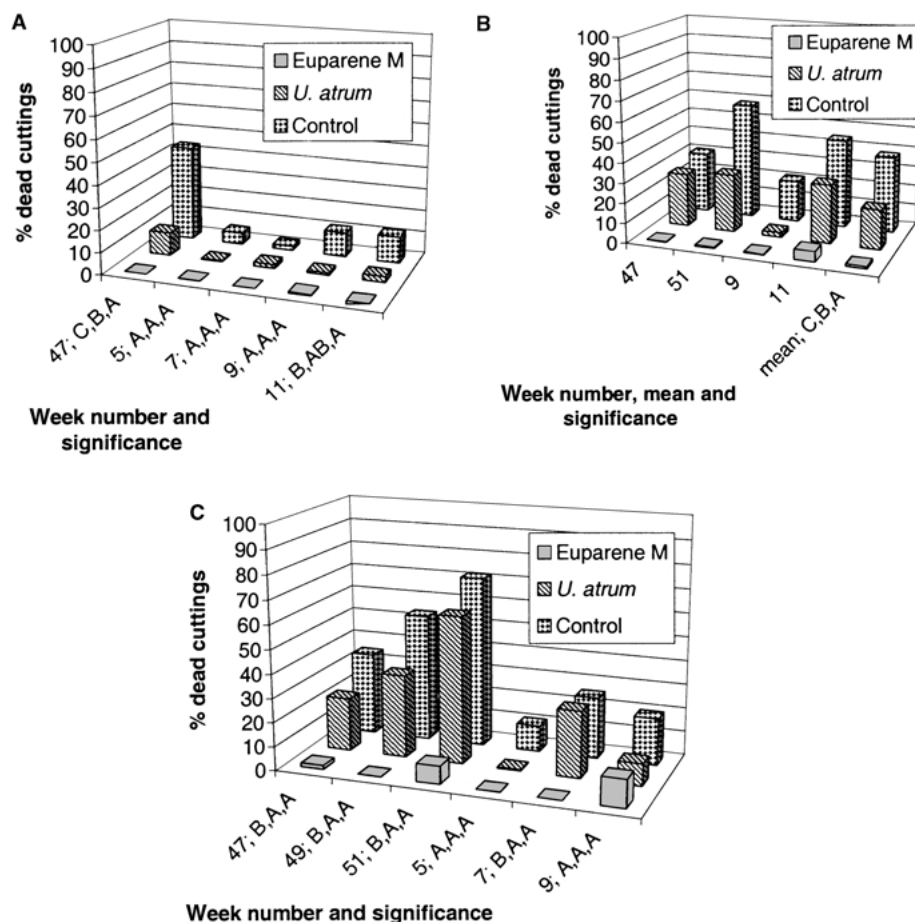 A
% dead cuttings
100
90
80
70
60
50
40
30
20
10
0
Euparene M
U. atrum
Control
47; C,B,A
5; A,A,A
7; A,A,A
9; A,A,A
11; B,AB,A
Week number and
significance
B
% dead cuttings
100
90
80
70
60
50
40
30
20
10
0
Euparene M
U. atrum
Control
47
51
9
11
mean; C,B,A
Week number, mean and
significance
C
% dead cuttings
100
90
80
70
60
50
40
30
20
10
0
Euparene M
U. atrum
Control
47; B,A,A
49; B,A,A
51; B,A,A
5; A,A,A
7; B,A,A
9; A,A,A
Week number and significance